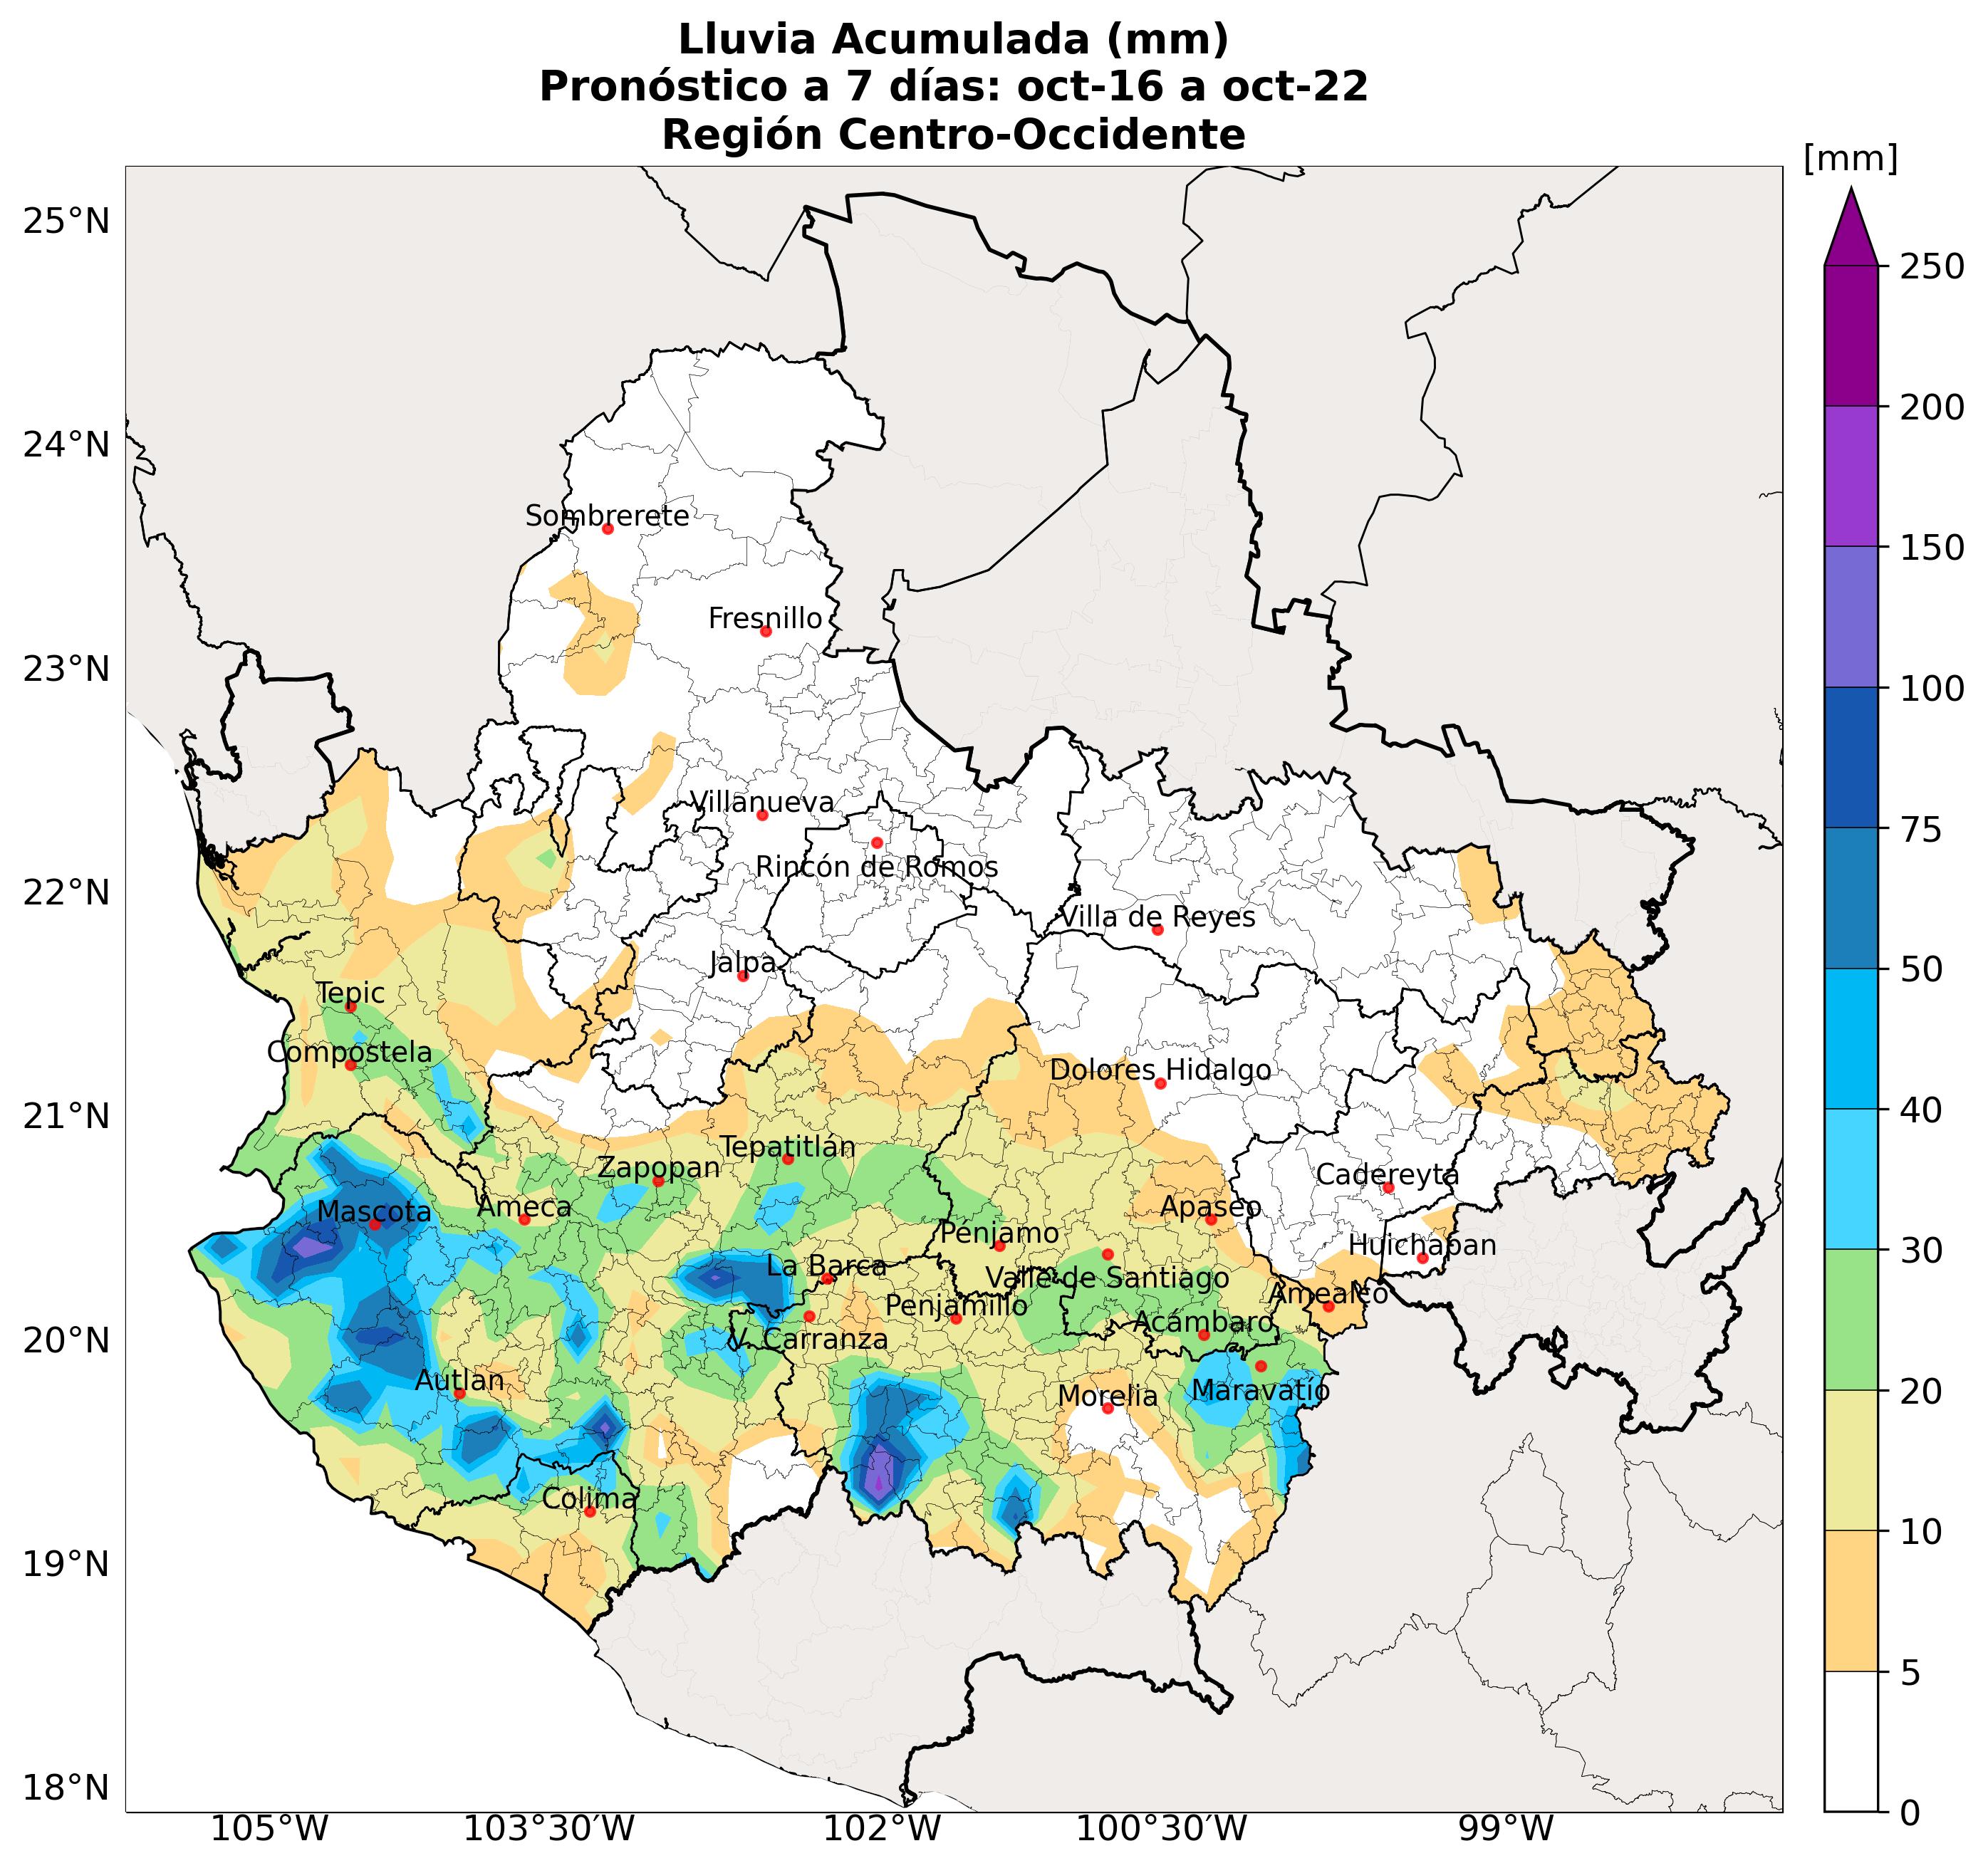 Lluvia Acumulada (mm)
Pronóstico a 7 días: oct-16 a oct-22
Región Centro-Occidente
[mm]
25°N
24°N
23°N
22°N
21°N
20°N
19°N
18°N
105°W
103°30'W
102°W
100°30'W
99°W
250
200
150
100
75
50
40
30
20
10
5
0
Sombrerete
Fresnillo
Villanueva
Rincón de Romos
Villa de Reyes
Jalpa
Tepic
Compostela
Dolores Hidalgo
Tepatitlán
Zapopan
Cadereyta
Mascota
Ameca
Apaseo
Penjamo
Huichapan
La Barca
Valle de Santiago
Amealco
Penjamillo
Acámbaro
V. Carranza
Autlan
Morelia
Maravatío
Colima